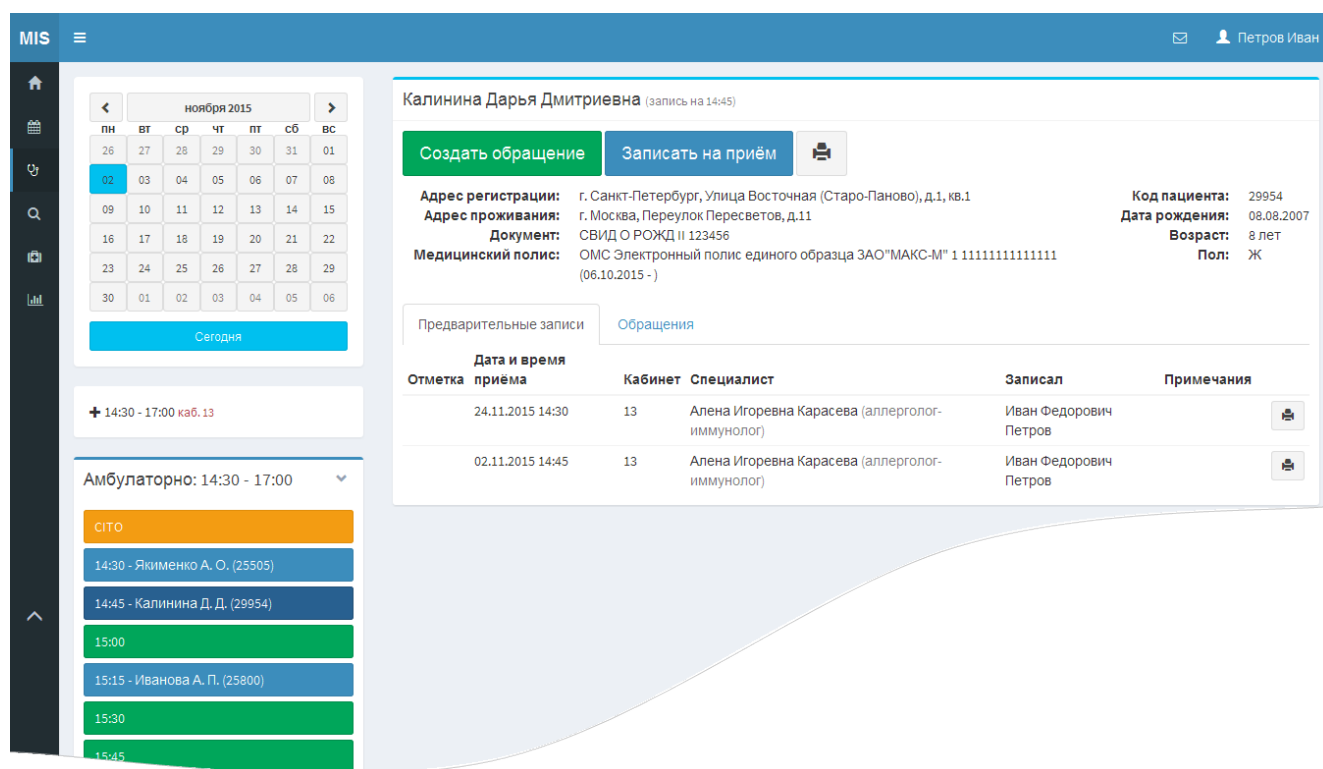 MIS
Петров Иван
ноября 2015
пн вт ср чт пт сб вс
26 27 28 29 30 31 01
02 03 04 05 06 07 08
09 10 11 12 13 14 15
16 17 18 19 20 21 22
23 24 25 26 27 28 29
30 01 02 03 04 05 06
Сегодня
14:30 - 17:00 каб. 13
Амбулаторно: 14:30 - 17:00
CITO
14:30 - Якименко А. О. (25505)
14:45 - Калинина Д. Д. (29954)
15:00
15:15 - Иванова А. П. (25800)
15:30
15:45
Калинина Дарья Дмитриевна (запись на 14:45)
Создать обращение Записать на приём
Адрес регистрации: г. Санкт-Петербург, Улица Восточная (Старо-Паново), д.1, кв.1 Код пациента: 29954
Адрес проживания: г. Москва, Переулок Пересветов, д.11 Дата рождения: 08.08.2007
Документ: СВИД О РОЖД II 123456 Возраст: 8 лет
Медицинский полис: ОМС Электронный полис единого образца ЗАО"МАКС-М" 1 11111111111111 Пол: Ж
(06.10.2015 - )
Предварительные записи Обращения
Дата и время
Отметка приёма Кабинет Специалист Записал Примечания
24.11.2015 14:30 13 Алена Игоревна Карасева (аллерголог- Иван Федорович
иммунолог) Петров
02.11.2015 14:45 13 Алена Игоревна Карасева (аллерголог- Иван Федорович
иммунолог) Петров